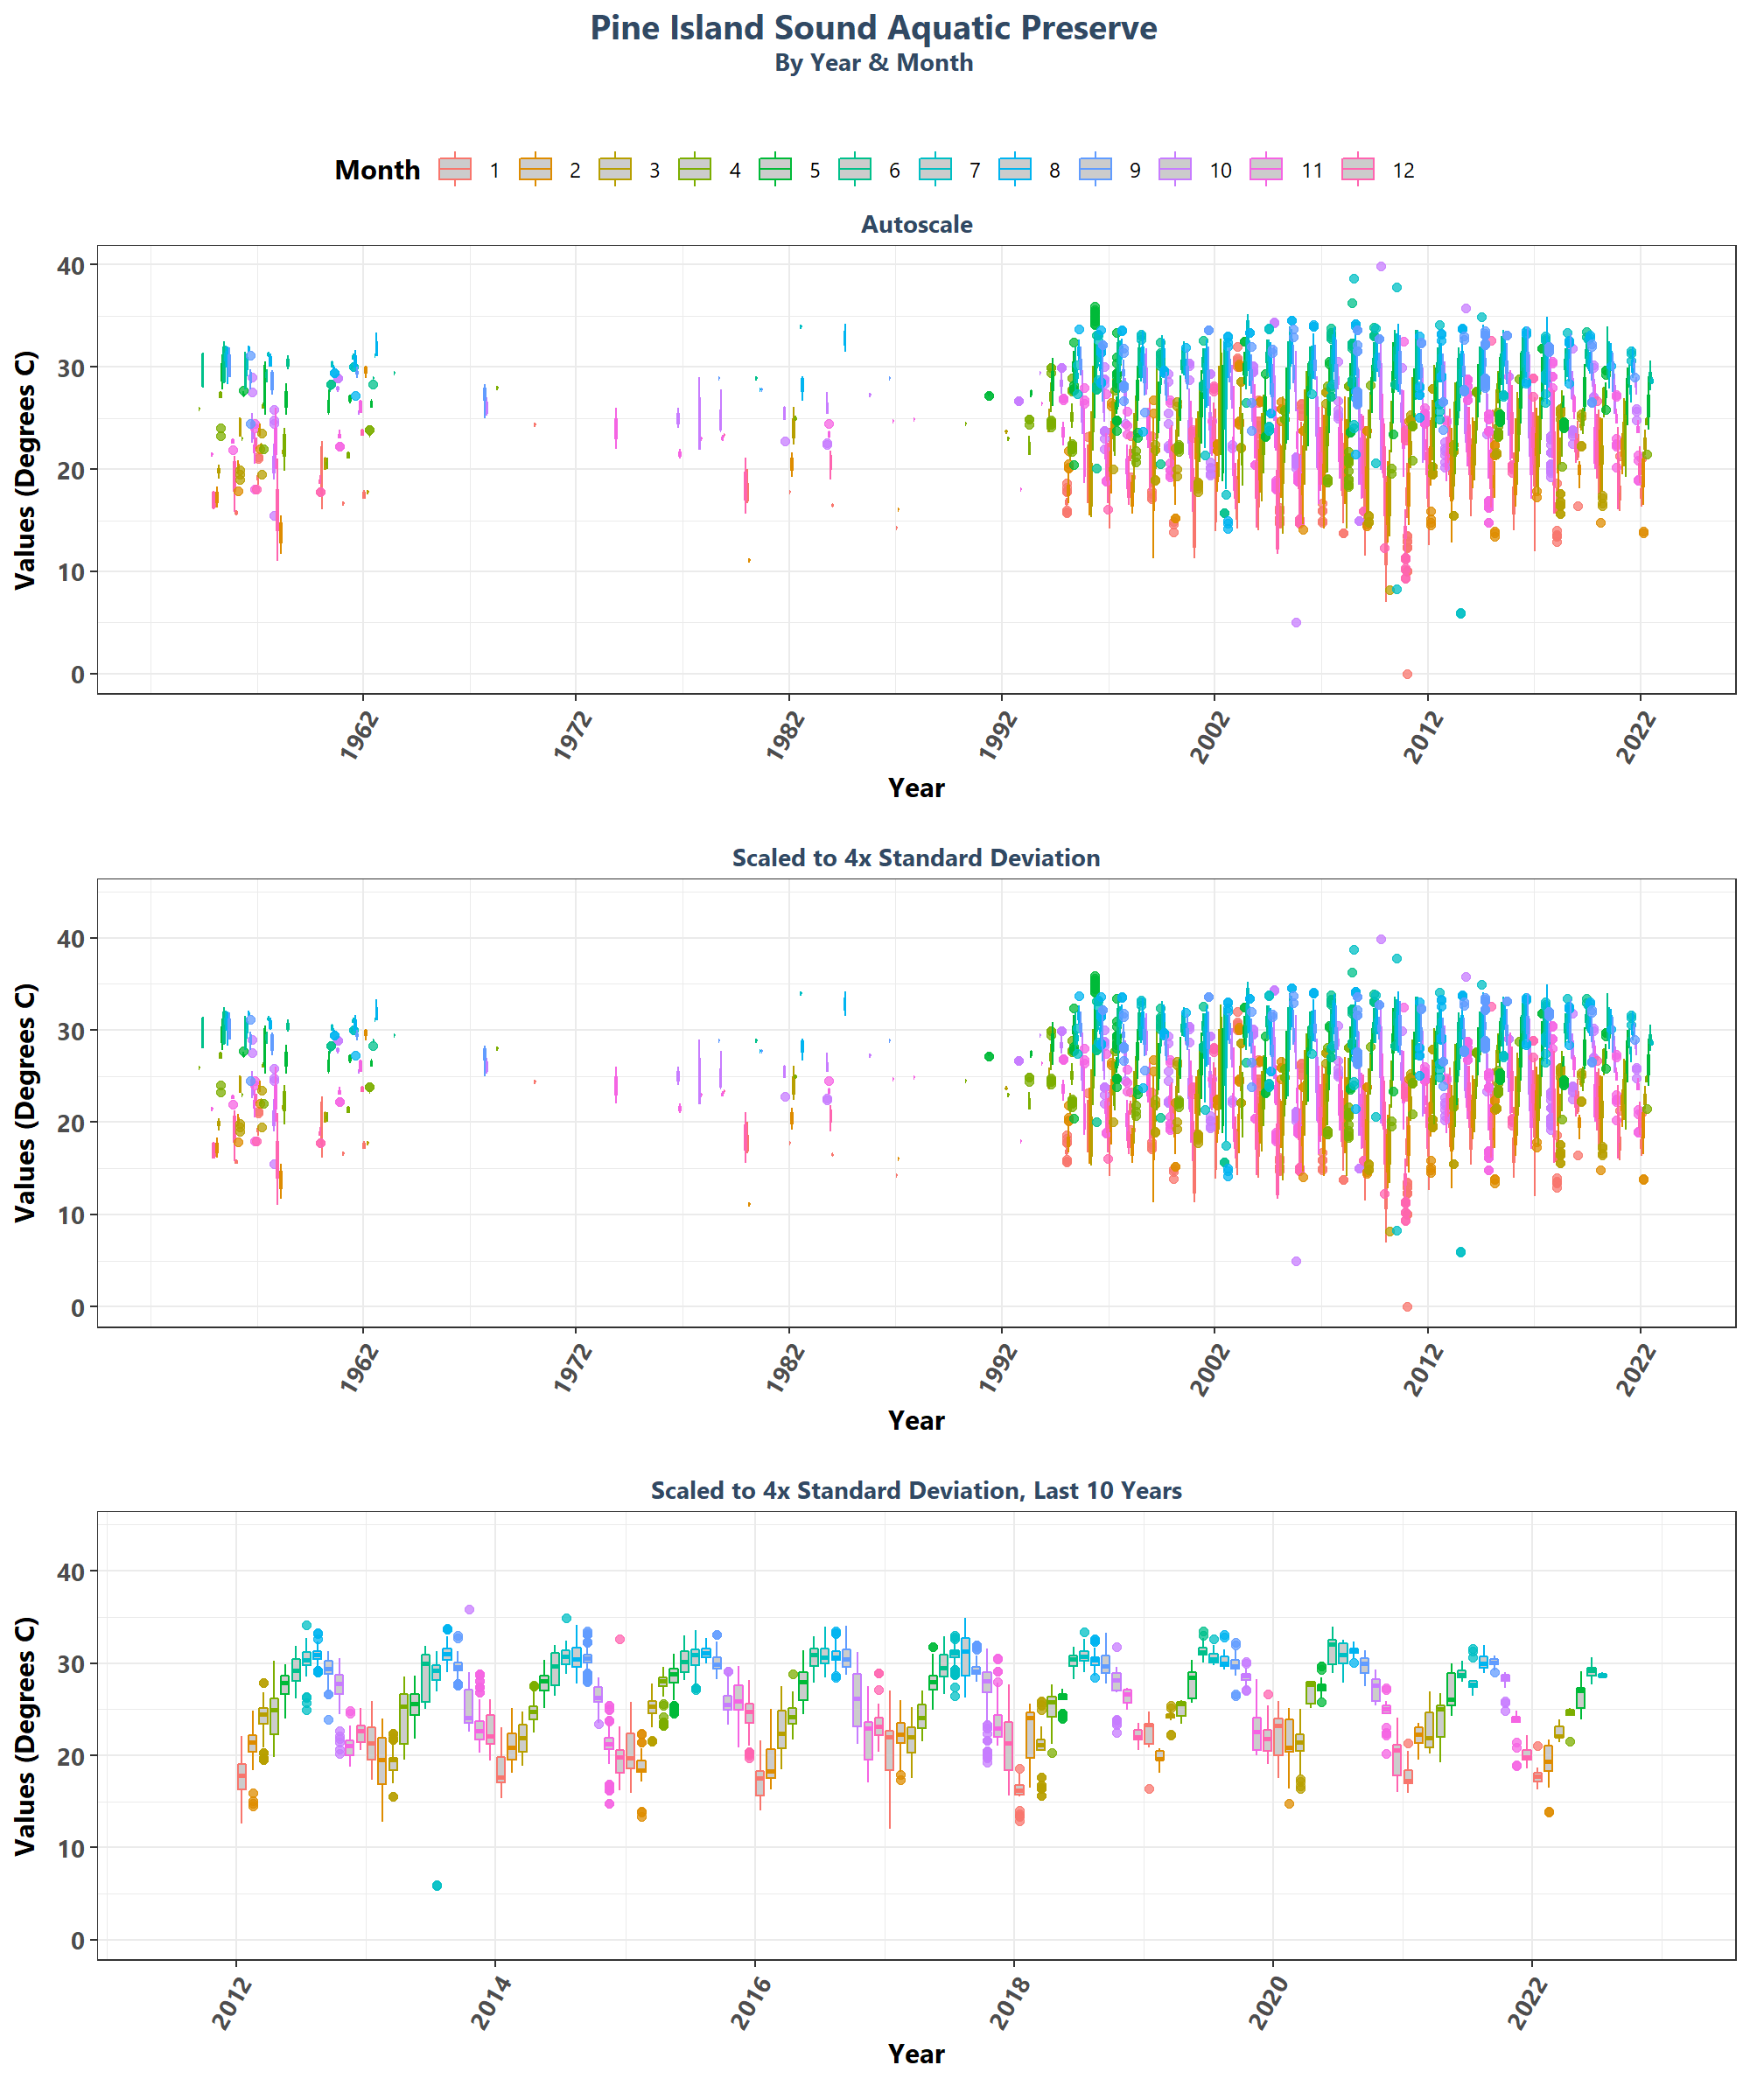 Pine Island Sound Aquatic Preserve
By Year & Month
Month 1 2 3 4 5 6 7 8 9 10 11 12
Autoscale
Values (Degrees C)
40
30
20
10
0
1962 1972 1982 1992 2002 2012 2022
Year
Scaled to 4x Standard Deviation
Values (Degrees C)
40
30
20
10
0
1962 1972 1982 1992 2002 2012 2022
Year
Scaled to 4x Standard Deviation, Last 10 Years
Values (Degrees C)
40
30
20
10
0
2012 2014 2016 2018 2020 2022
Year